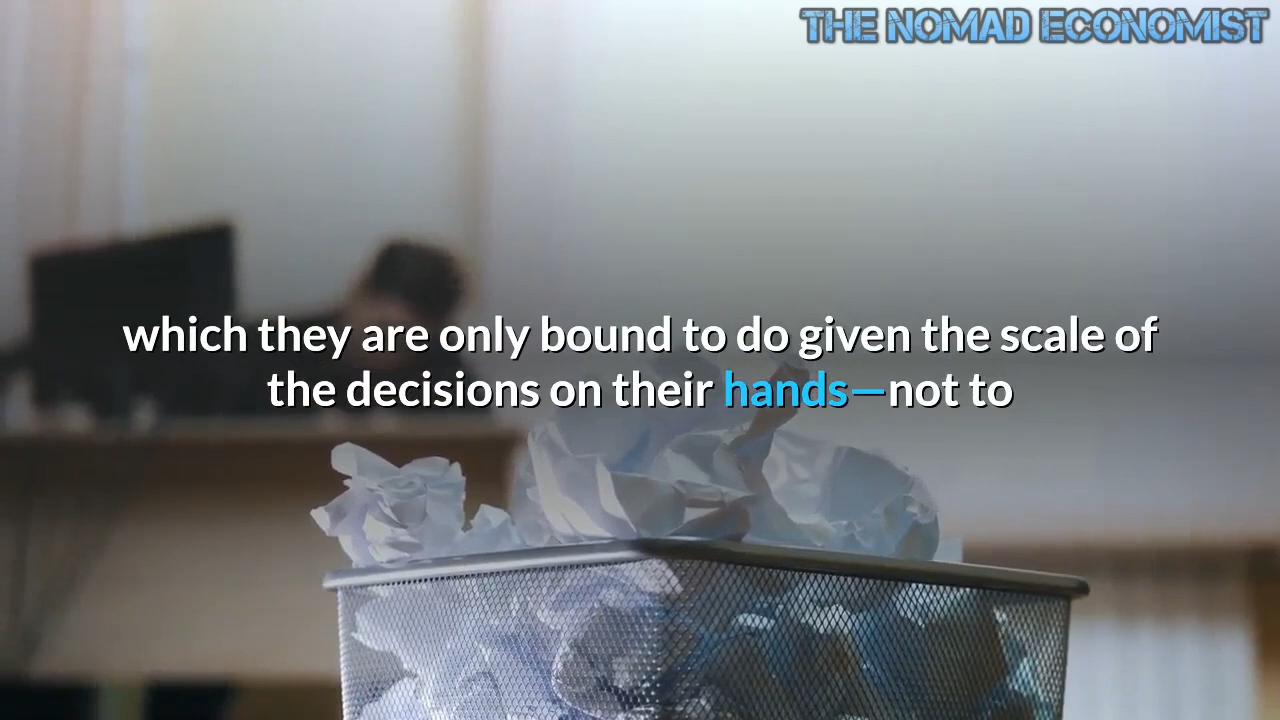 THE NOMAD ECONOMIST
which they are only bound to do given the scale of
the decisions on their hands—not to